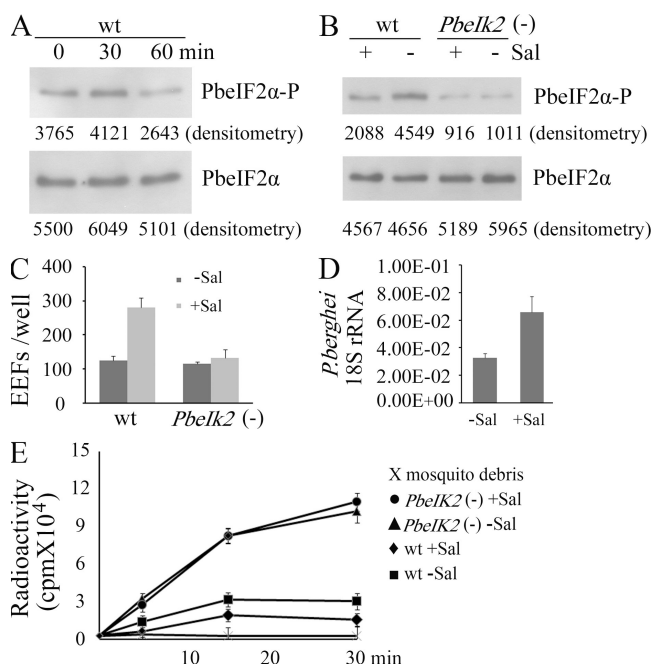 A
wt
0 30 60 min
PbeIF2α-P
3765 4121 2643 (densitometry)
PbeIF2α
5500 6049 5101 (densitometry)
B
wt PbeIk2 (-)
+ - + - Sal
PbeIF2α-P
2088 4549 916 1011 (densitometry)
PbeIF2α
4567 4656 5189 5965 (densitometry)
C
EEFs /well
400
300
200
100
0
-Sal
+Sal
wt PbeIk2 (-)
D
P.berghei
18S rRNA
1.00E-01
8.00E-02
6.00E-02
4.00E-02
2.00E-02
0.00E+00
-Sal +Sal
E
Radioactivity
(cpmX10⁴)
15
12
9
6
3
0
10 20 30 min
X mosquito debris
PbeIK2 (-) +Sal
PbeIK2 (-) -Sal
wt +Sal
wt -Sal